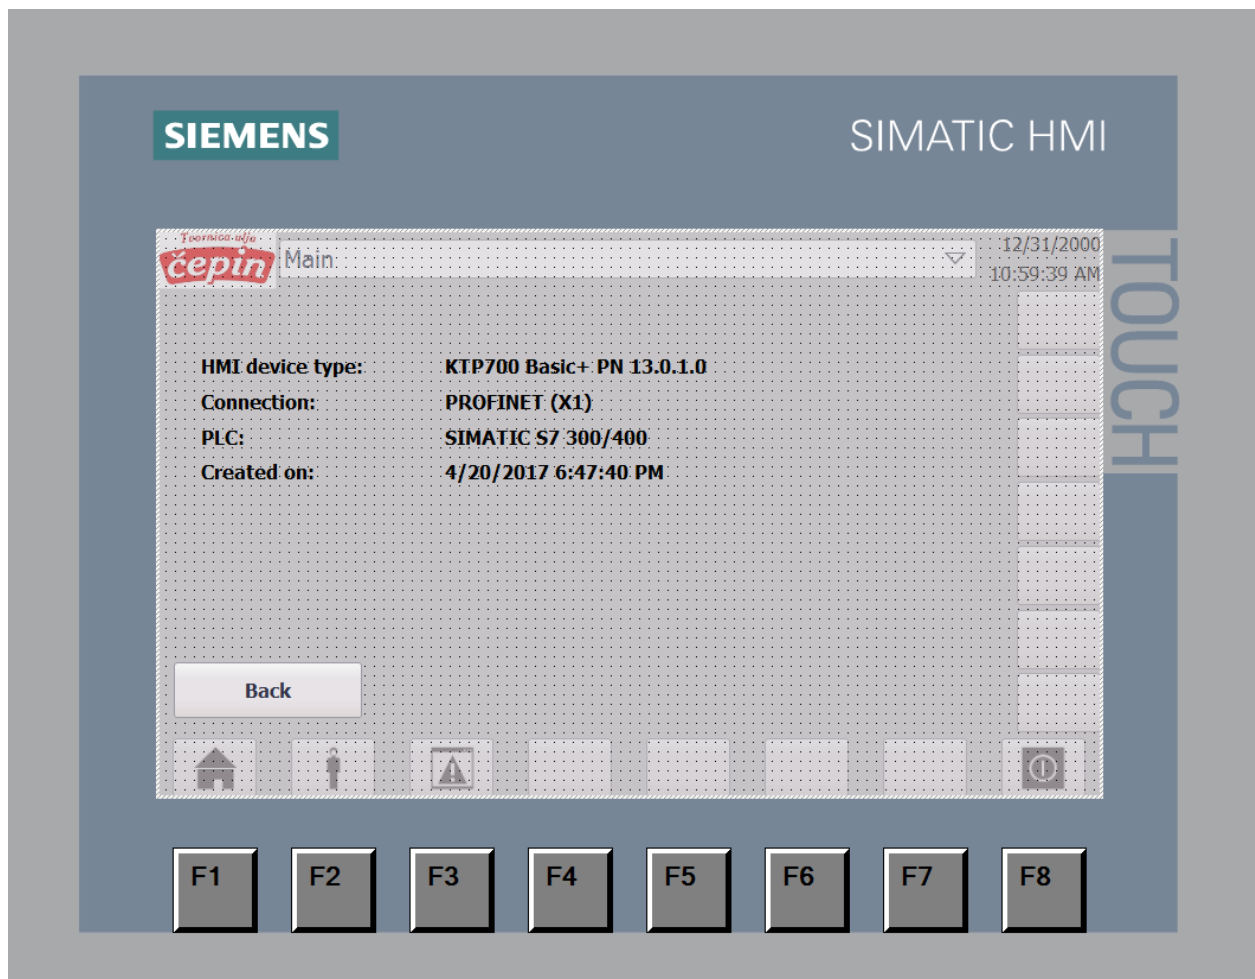 SIEMENS
SIMATIC HMI
Tvornica ulja
čepin
Main
12/31/2000
10:59:39 AM
TOUCH
HMI device type: KTP700 Basic+ PN 13.0.1.0
Connection: PROFINET (X1)
PLC: SIMATIC S7 300/400
Created on: 4/20/2017 6:47:40 PM
Back
F1 F2 F3 F4 F5 F6 F7 F8